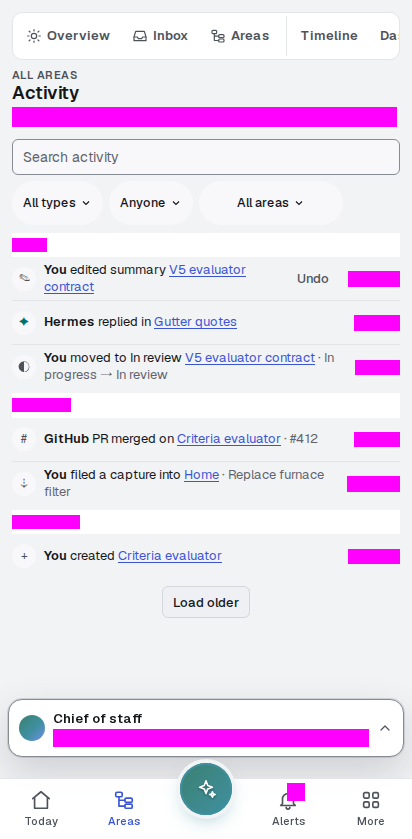 Overview Inbox Areas Timeline Das
ALL AREAS
Activity
Search activity
All types Anyone All areas
You edited summary V5 evaluator
contract
Undo
Hermes replied in Gutter quotes
You moved to In review V5 evaluator contract · In
progress → In review
# GitHub PR merged on Criteria evaluator · #412
You filed a capture into Home · Replace furnace
filter
+ You created Criteria evaluator
Load older
Chief of staff
Today Areas Alerts More